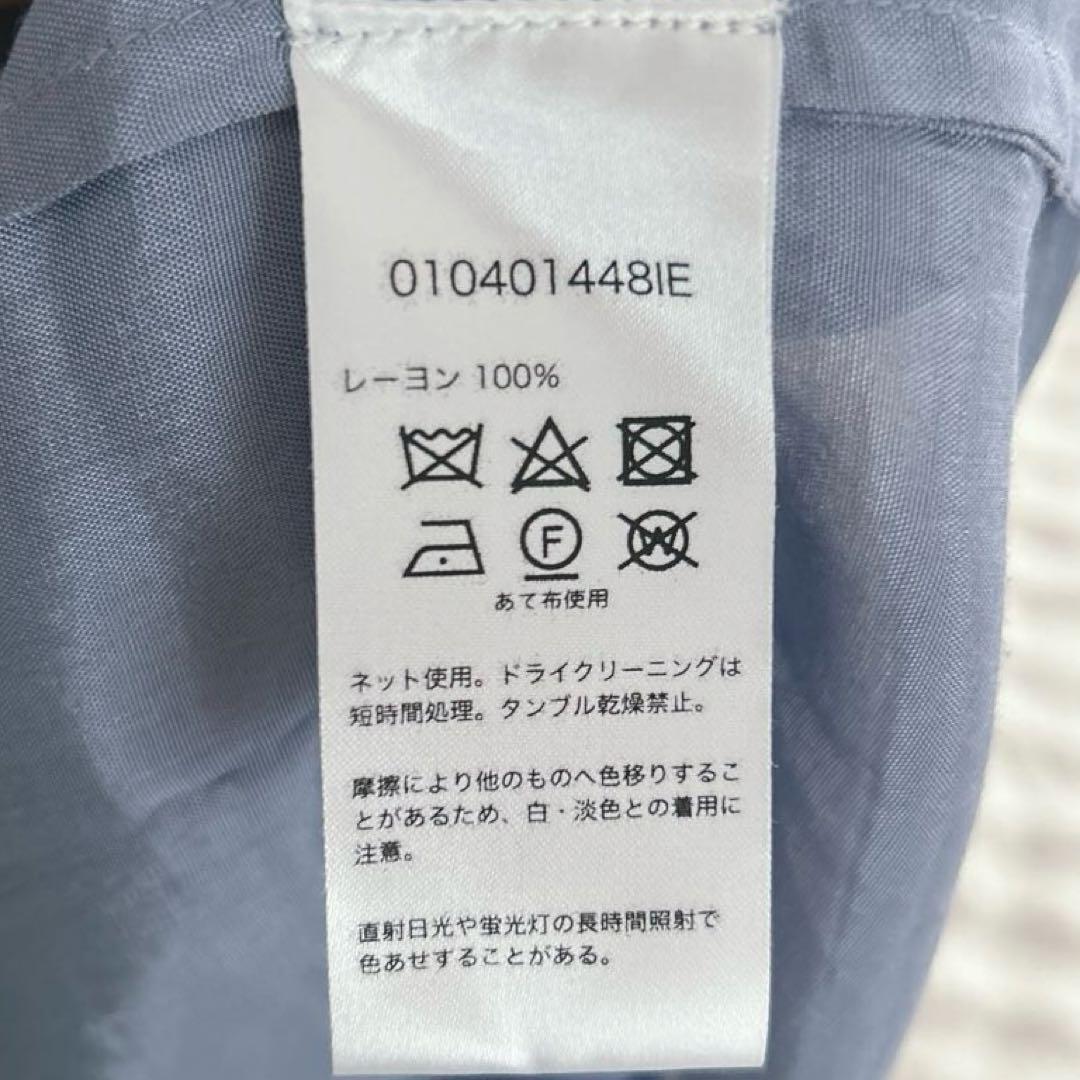 010401448IE
レーヨン 100%
F W
あて布使用
ネット使用。ドライクリーニングは
短時間処理。タンブル乾燥禁止。
摩擦により他のものへ色移りするこ
とがあるため、白・淡色との着用に
注意。
直射日光や蛍光灯の長時間照射で
色あせすることがある。